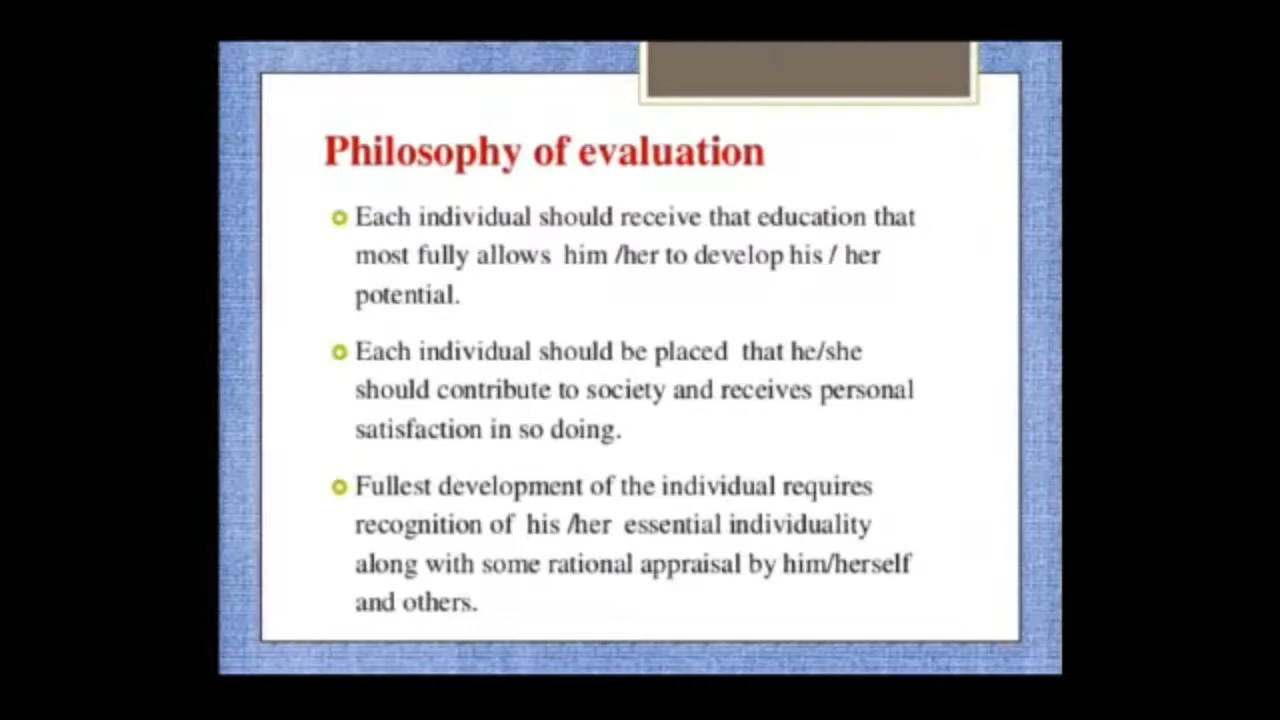 Philosophy of evaluation
Each individual should receive that education that
most fully allows him /her to develop his / her
potential.
Each individual should be placed that he/she
should contribute to society and receives personal
satisfaction in so doing.
Fullest development of the individual requires
recognition of his /her essential individuality
along with some rational appraisal by him/herself
and others.